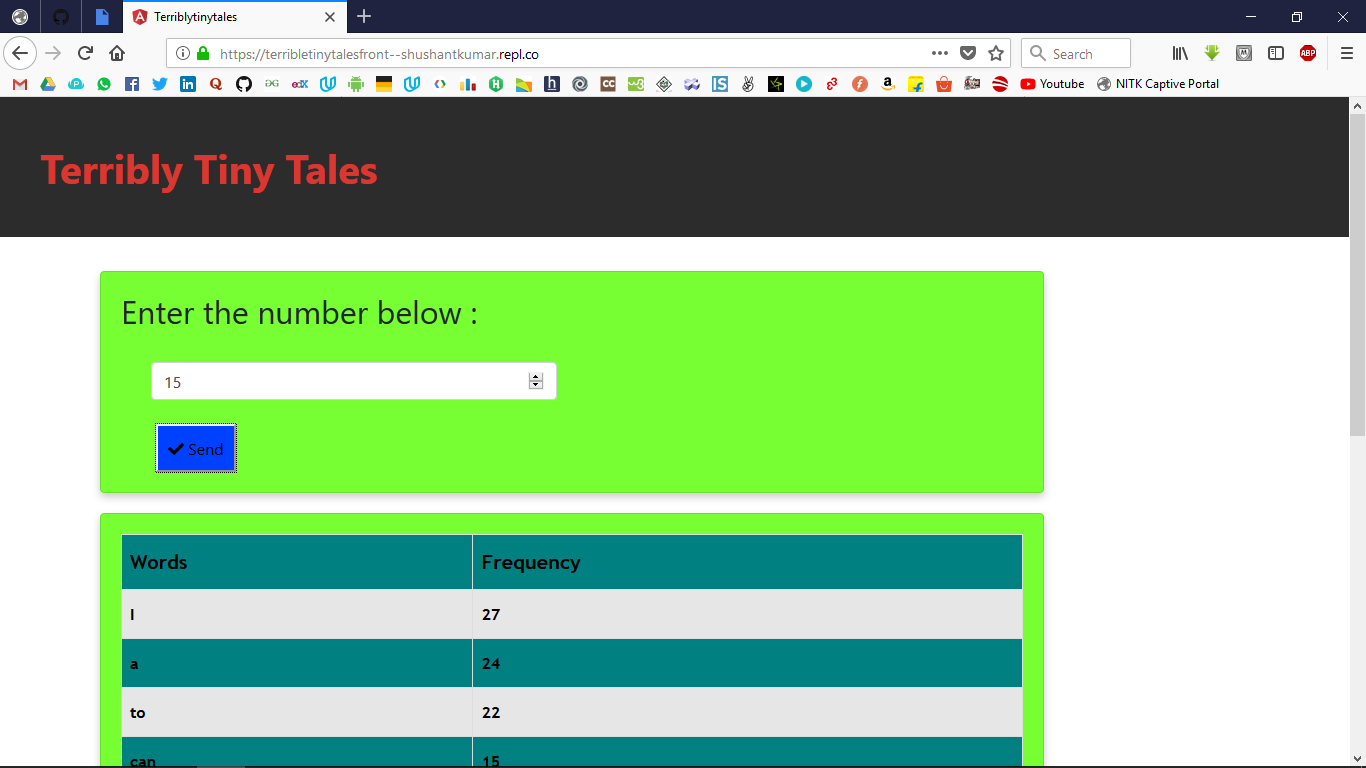 Terriblytinytales
https://terribletinytalesfront--shushantkumar.repl.co
Search
ABP
Youtube
NITK Captive Portal
Terribly Tiny Tales
Enter the number below :
15
Send
Words Frequency
I 27
a 24
to 22
can 15